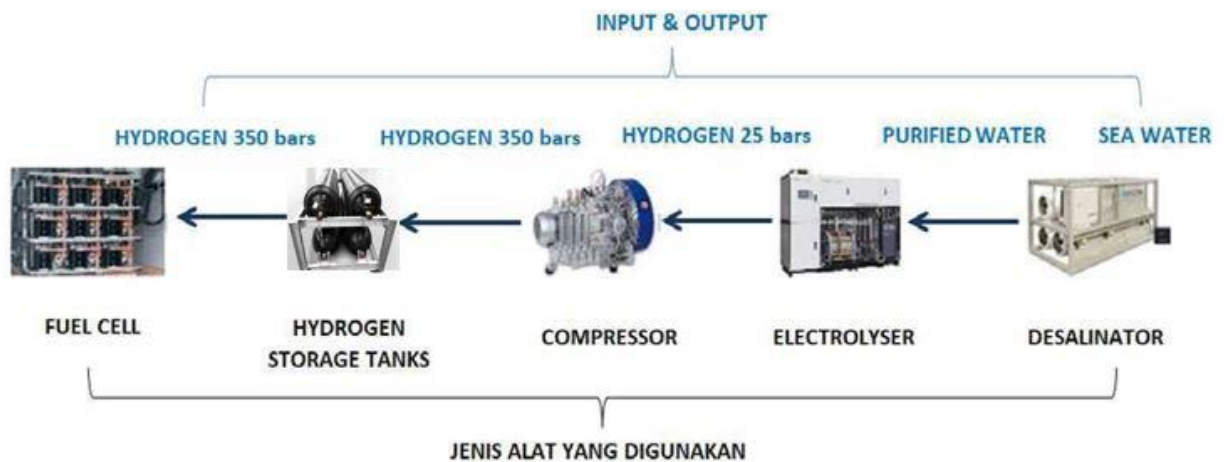 INPUT & OUTPUT
HYDROGEN 350 bars
HYDROGEN 350 bars
HYDROGEN 25 bars
PURIFIED WATER
SEA WATER
FUEL CELL
HYDROGEN
STORAGE TANKS
COMPRESSOR
ELECTROLYSER
DESALINATOR
JENIS ALAT YANG DIGUNAKAN